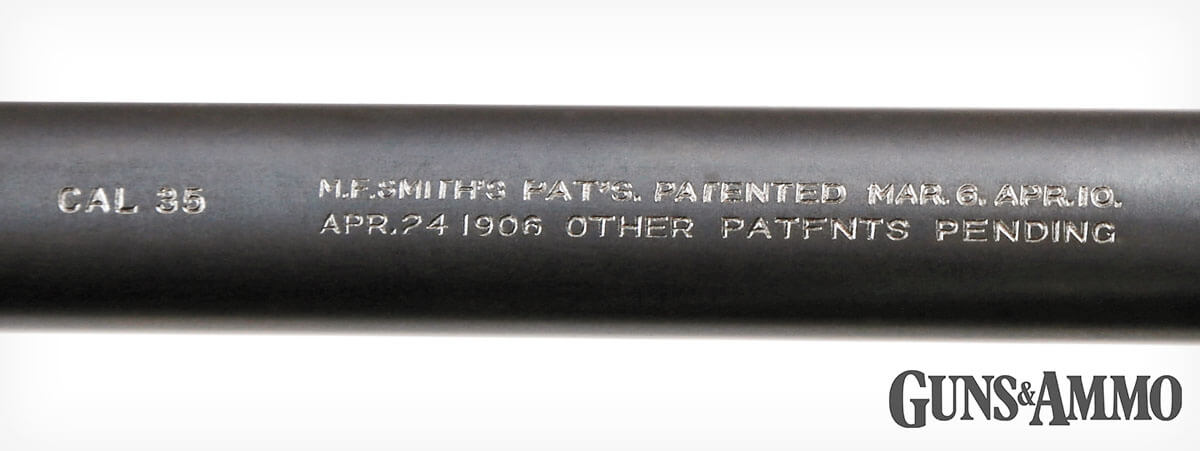 CAL 35
M.F.SMITH'S PAT'S. PATENTED MAR. 6. APR.10.
APR.24 1906 OTHER PATENTS PENDING
GUNS&AMMO